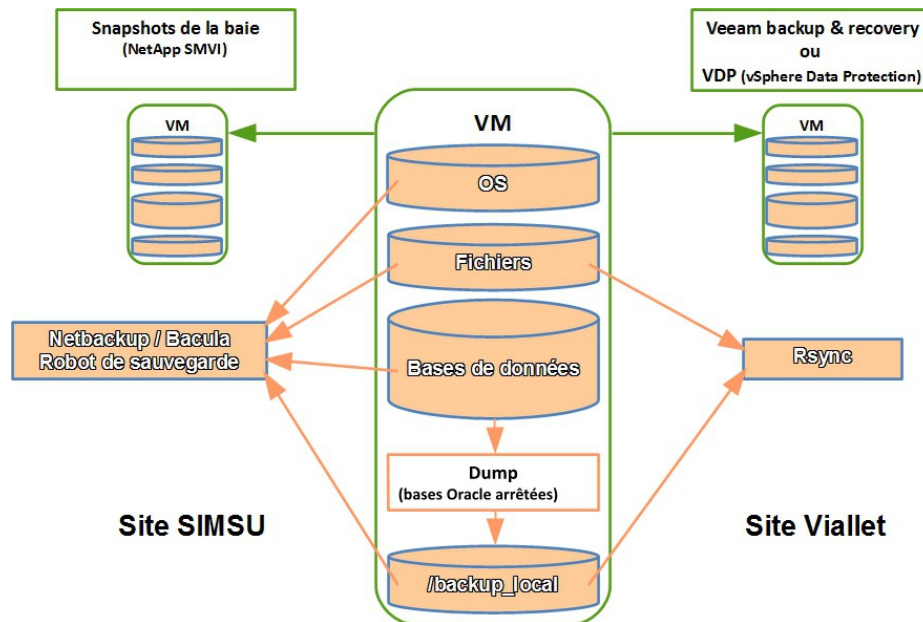 Snapshots de la baie
(NetApp SMVI)
Veeam backup & recovery
ou
VDP (vSphere Data Protection)
VM
VM
VM
OS
Fichiers
Netbackup / Bacula
Robot de sauvegarde
Bases de données
Rsync
Dump
(bases Oracle arrêtées)
Site SIMSU
Site Viallet
/backup_local